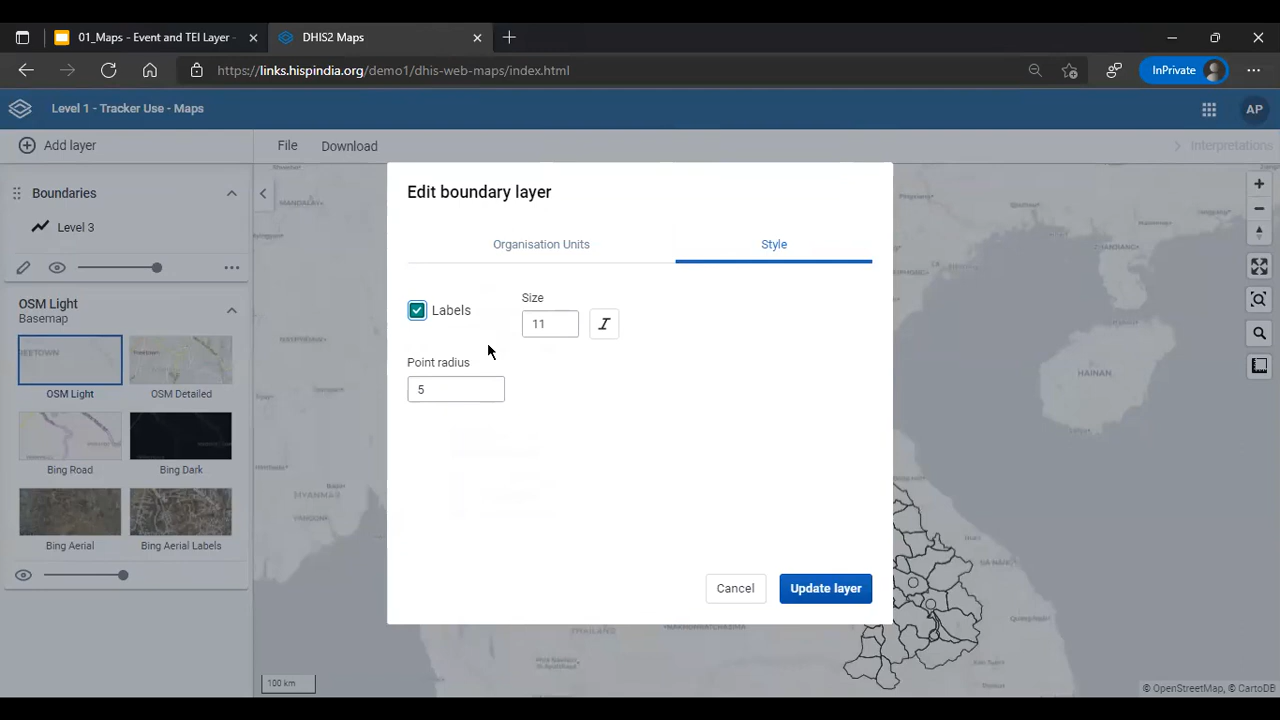 01_Maps - Event and TEI Layer -
DHIS2 Maps
https://links.hispindia.org/demo1/dhis-web-maps/index.html
InPrivate
Level 1 - Tracker Use - Maps
AP
Add layer
File
Download
Interpretations
Boundaries
Level 3
OSM Light
Basemap
OSM Light
OSM Detailed
Bing Road
Bing Dark
Bing Aerial
Bing Aerial Labels
Edit boundary layer
Organisation Units
Style
Labels
Size
11
Point radius
5
Cancel
Update layer
HAINAN
MYANMAR
THAILAND
100 km
© OpenStreetMap, © CartoDB